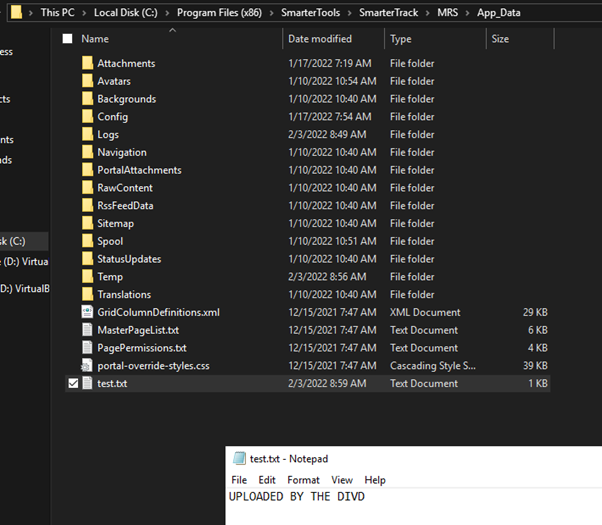 This PC > Local Disk (C:) > Program Files (x86) > SmarterTools > SmarterTrack > MRS > App_Data
Name Date modified Type Size
Attachments 1/17/2022 7:19 AM File folder
Avatars 1/10/2022 10:54 AM File folder
Backgrounds 1/10/2022 10:40 AM File folder
Config 1/17/2022 7:54 AM File folder
Logs 2/3/2022 8:49 AM File folder
Navigation 1/10/2022 10:40 AM File folder
PortalAttachments 1/10/2022 10:40 AM File folder
RawContent 1/10/2022 10:40 AM File folder
RssFeedData 1/10/2022 10:40 AM File folder
Sitemap 1/10/2022 10:40 AM File folder
sk (C:) Spool 1/10/2022 10:51 AM File folder
(D:) Virtua StatusUpdates 1/10/2022 10:40 AM File folder
Temp 2/3/2022 8:56 AM File folder
D:) VirtualB Translations 1/10/2022 10:40 AM File folder
GridColumnDefinitions.xml 12/15/2021 7:47 AM XML Document 29 KB
MasterPageList.txt 12/15/2021 7:47 AM Text Document 6 KB
PagePermissions.txt 12/15/2021 7:47 AM Text Document 4 KB
portal-override-styles.css 12/15/2021 7:47 AM Cascading Style S... 39 KB
test.txt 2/3/2022 8:59 AM Text Document 1 KB
test.txt - Notepad
File Edit Format View Help
UPLOADED BY THE DIVD